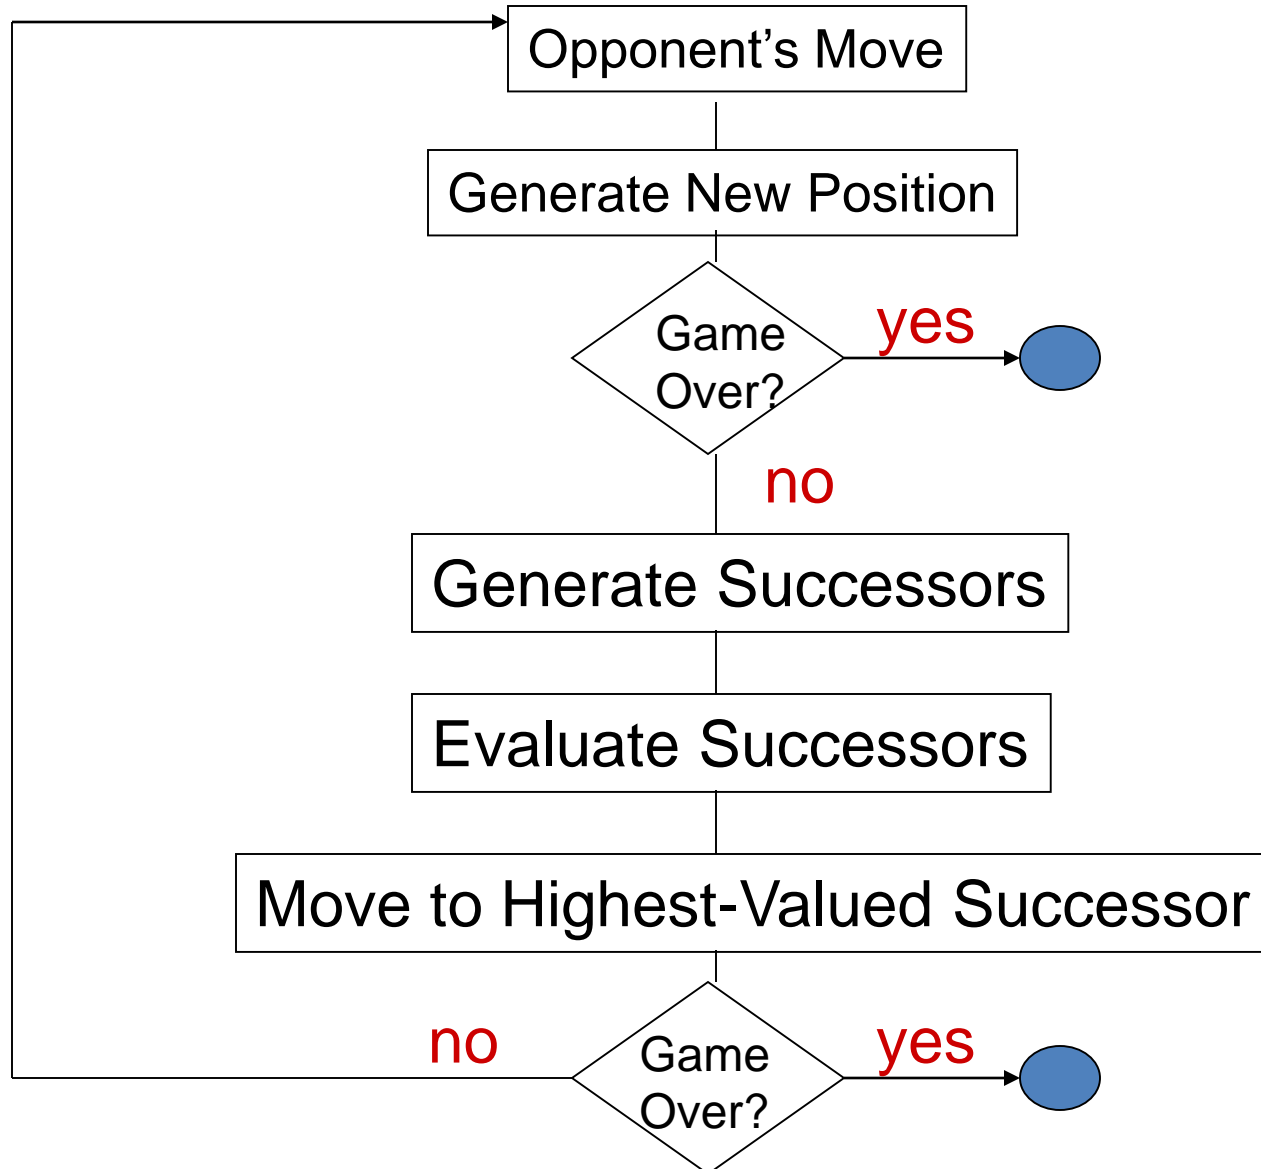 Opponent’s Move
Generate New Position
Game
Over?
yes
no
Generate Successors
Evaluate Successors
Move to Highest-Valued Successor
no
Game
Over?
yes